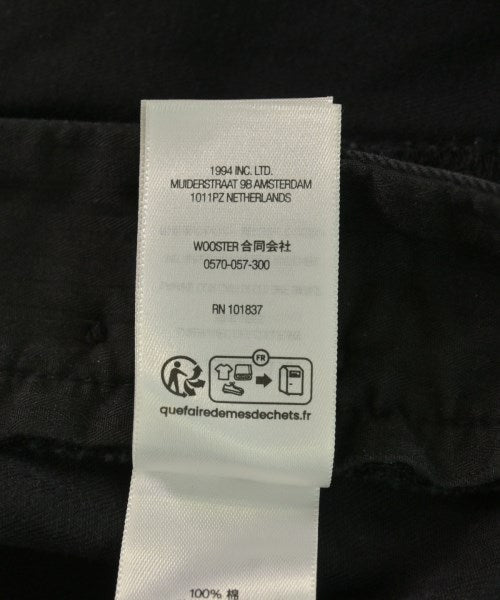 1994 INC. LTD.
MUIDERSTRAAT 98 AMSTERDAM
1011PZ NETHERLANDS
WOOSTER 合同会社
0570-057-300
RN 101837
FR
quefairedemesdechets.fr
100% 棉